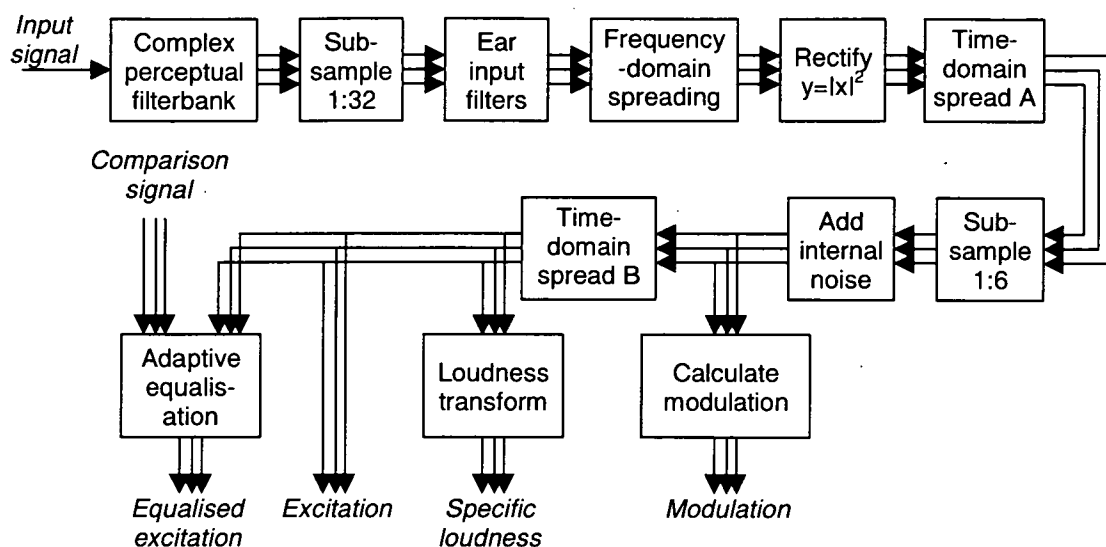 Input
signal
Complex
perceptual
filterbank
Sub-
sample
1:32
Ear
input
filters
Frequency
-domain
spreading
Rectify
y=|x|²
Time-
domain
spread A
Comparison
signal
Time-
domain
spread B
Add
internal
noise
Sub-
sample
1:6
Adaptive
equalis-
ation
Loudness
transform
Calculate
modulation
Equalised
excitation
Excitation
Specific
loudness
Modulation